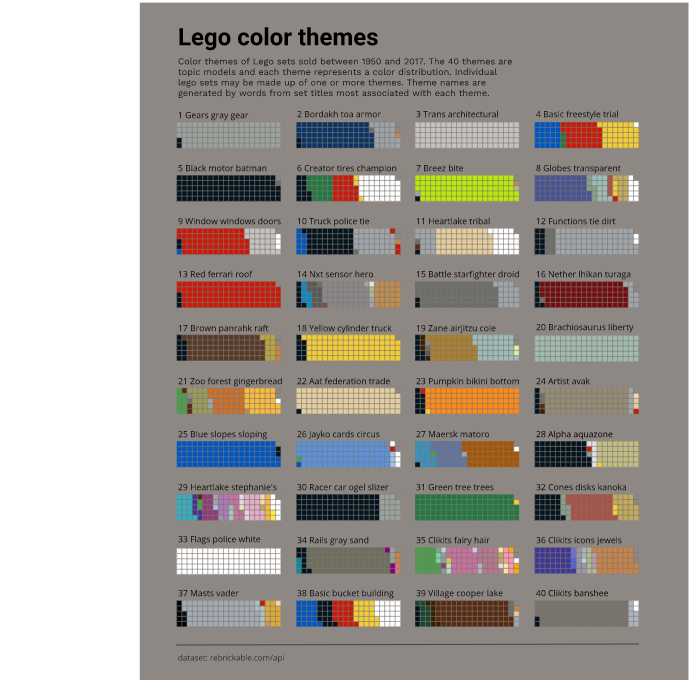 Lego color themes
Color themes of Lego sets sold between 1950 and 2017. The 40 themes are
topic models and each theme represents a color distribution. Individual
lego sets may be made up of one or more themes. Theme names are
generated by words from set titles most associated with each theme.
1 Gears gray gear
2 Bordakh toa armor
3 Trans architectural
4 Basic freestyle trial
5 Black motor batman
6 Creator tires champion
7 Breez bite
8 Globes transparent
9 Window windows doors
10 Truck police tie
11 Heartlake tribal
12 Functions tie dirt
13 Red ferrari roof
14 Nxt sensor hero
15 Battle starfighter droid
16 Nether lhikan turaga
17 Brown panrahk raft
18 Yellow cylinder truck
19 Zane airjitzu cole
20 Brachiosaurus liberty
21 Zoo forest gingerbread
22 Aat federation trade
23 Pumpkin bikini bottom
24 Artist avak
25 Blue slopes sloping
26 Jayko cards circus
27 Maersk matoro
28 Alpha aquazone
29 Heartlake stephanie's
30 Racer car ogel slizer
31 Green tree trees
32 Cones disks kanoka
33 Flags police white
34 Rails gray sand
35 Clikits fairy hair
36 Clikits icons jewels
37 Masts vader
38 Basic bucket building
39 Village cooper lake
40 Clikits banshee
dataset: rebrickable.com/api